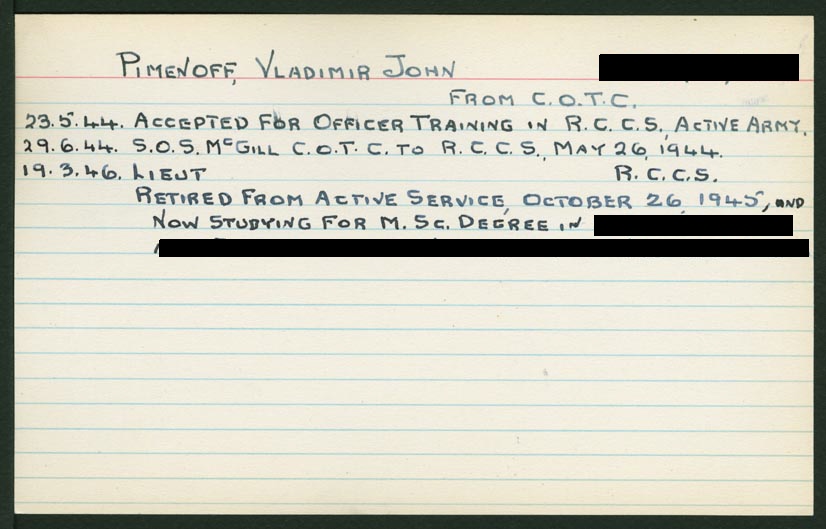 Pimenoff, Vladimir John
From C.O.T.C.
23.5.44. Accepted for Officer Training in R.C.C.S., Active Army.
29.6.44. S.O.S. McGill C.O.T.C. to R.C.C.S., May 26, 1944.
19.3.46. Lieut R.C.C.S.
Retired from Active Service, October 26, 1945, and
now studying for M.Sc. Degree in